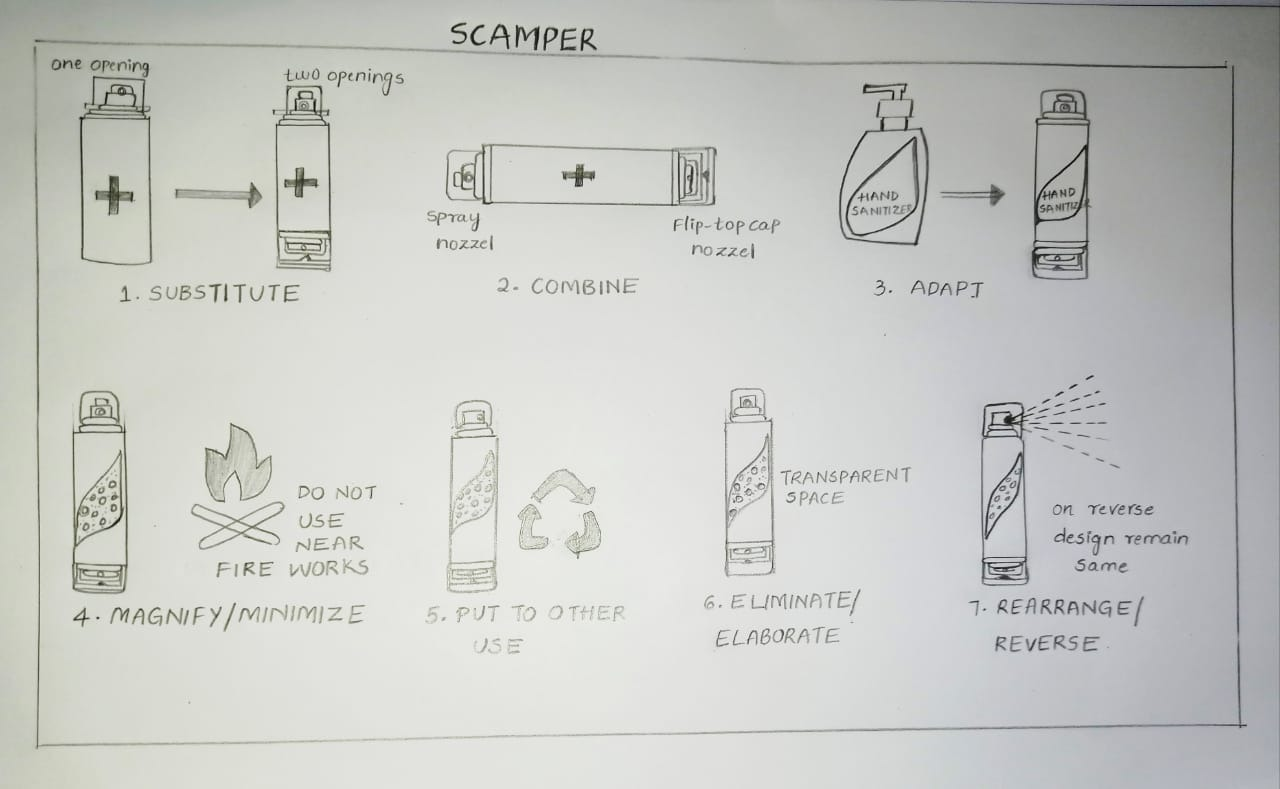 SCAMPER
one opening
two openings
1. SUBSTITUTE
Spray
nozzel
Flip-top cap
nozzel
2. COMBINE
HAND
SANITIZER
HAND
SANITIZER
3. ADAPT
DO NOT
USE
NEAR
FIRE WORKS
4. MAGNIFY/MINIMIZE
5. PUT TO OTHER
USE
TRANSPARENT
SPACE
6. ELIMINATE/
ELABORATE
on reverse
design remain
same
7. REARRANGE/
REVERSE.